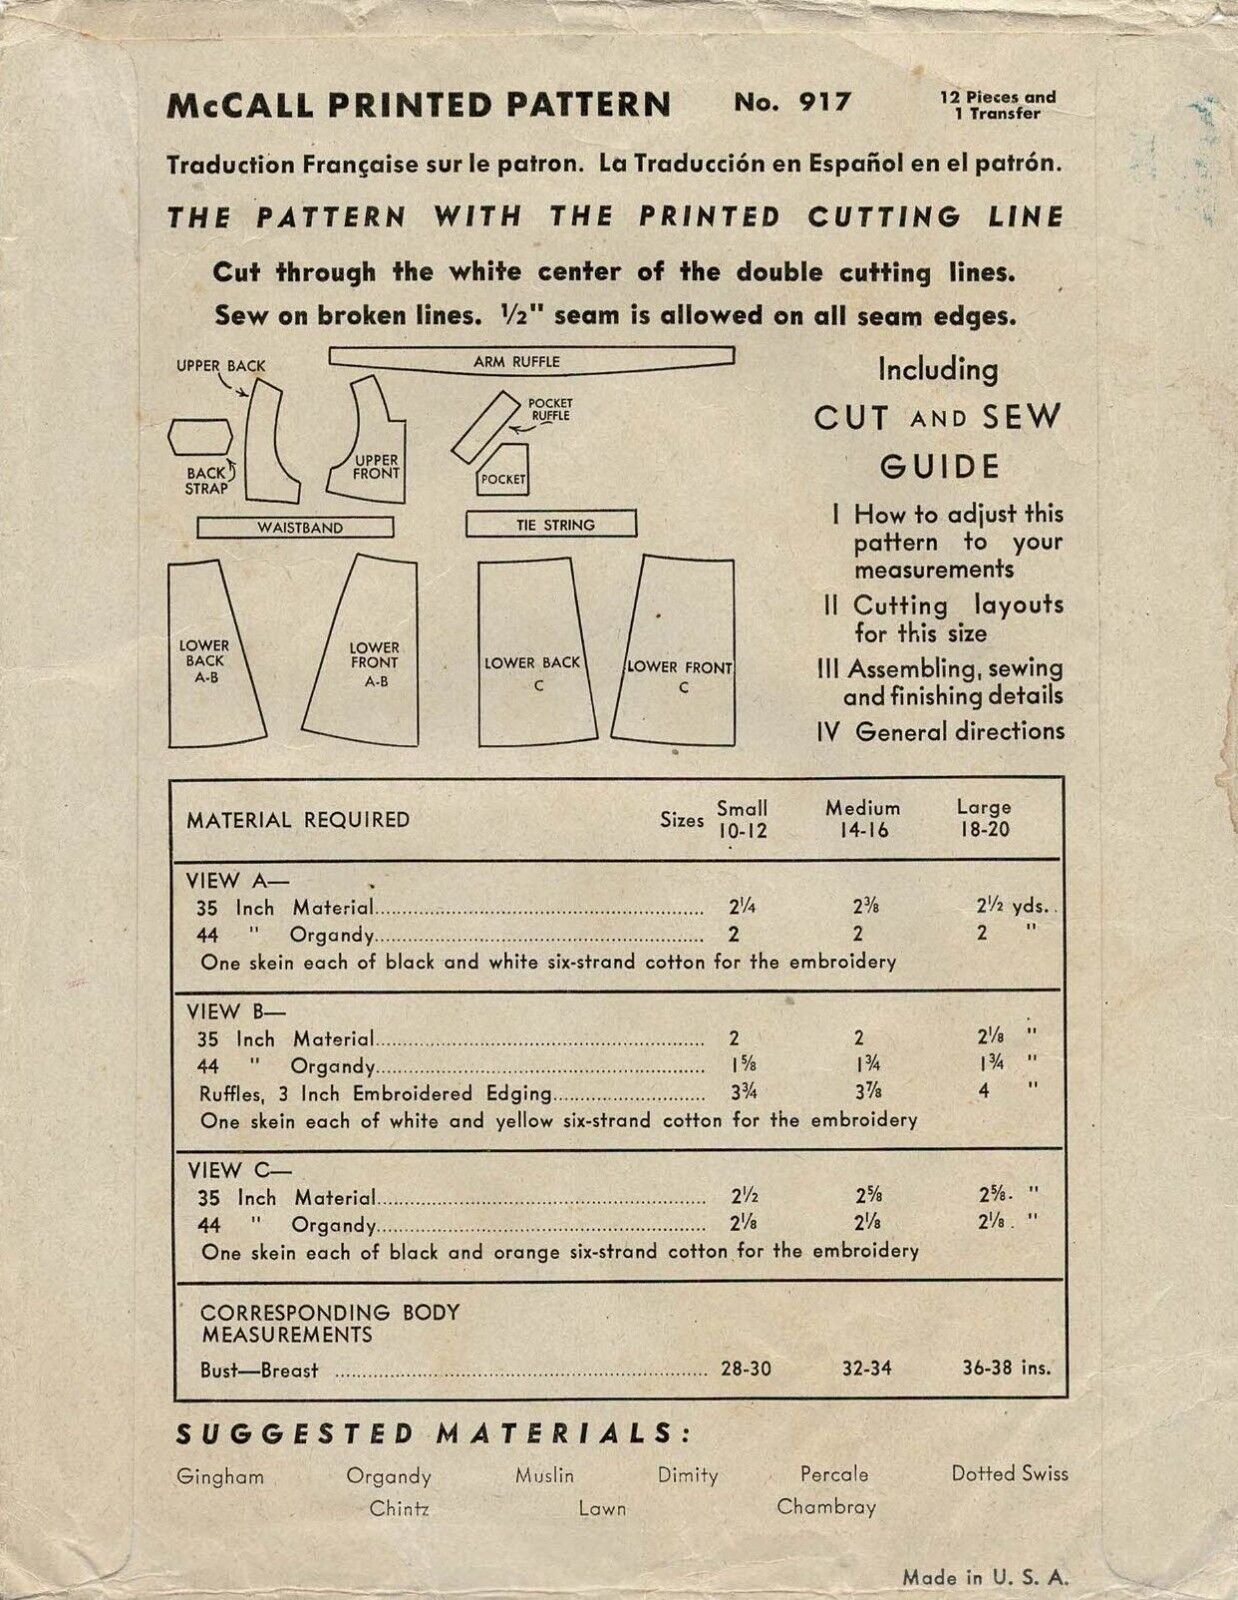 McCALL PRINTED PATTERN No. 917 12 Pieces and
1 Transfer
Traduction Française sur le patron. La Traducción en Español en el patrón.
THE PATTERN WITH THE PRINTED CUTTING LINE
Cut through the white center of the double cutting lines.
Sew on broken lines. ½" seam is allowed on all seam edges.
UPPER BACK
ARM RUFFLE
POCKET
RUFFLE
BACK
STRAP
UPPER
FRONT
POCKET
WAISTBAND
TIE STRING
LOWER
BACK
A-B
LOWER
FRONT
A-B
LOWER BACK
C
LOWER FRONT
C
Including
CUT AND SEW
GUIDE
I How to adjust this
pattern to your
measurements
II Cutting layouts
for this size
III Assembling, sewing
and finishing details
IV General directions
MATERIAL REQUIRED Sizes Small Medium Large
10-12 14-16 18-20
VIEW A—
35 Inch Material 2¼ 2⅜ 2½ yds.
44 " Organdy 2 2 2 "
One skein each of black and white six-strand cotton for the embroidery
VIEW B—
35 Inch Material 2 2 2⅛ "
44 " Organdy 1⅝ 1¾ 1¾ "
Ruffles, 3 Inch Embroidered Edging 3¾ 3⅞ 4 "
One skein each of white and yellow six-strand cotton for the embroidery
VIEW C—
35 Inch Material 2½ 2⅝ 2⅝ "
44 " Organdy 2⅛ 2⅛ 2⅛ "
One skein each of black and orange six-strand cotton for the embroidery
CORRESPONDING BODY
MEASUREMENTS
Bust—Breast 28-30 32-34 36-38 ins.
SUGGESTED MATERIALS:
Gingham Organdy Muslin Dimity Percale Dotted Swiss
Chintz Lawn Chambray
Made in U. S. A.